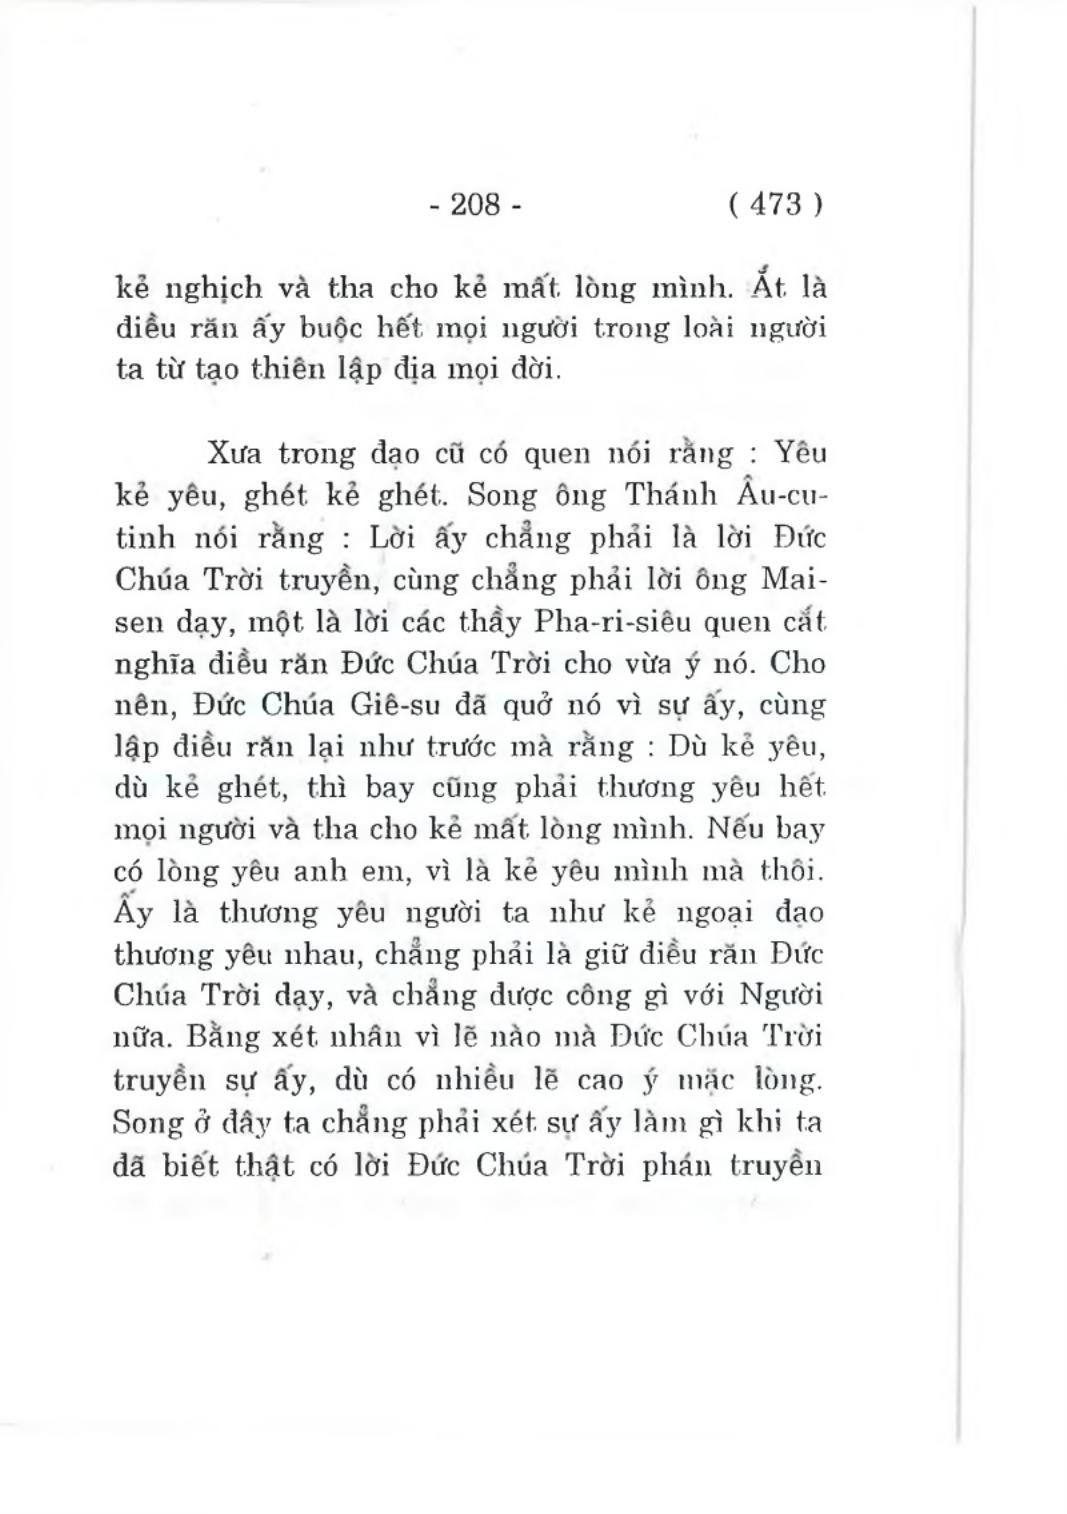 - 208 - ( 473 )
kẻ nghịch và tha cho kẻ mất lòng mình. Ắt là
điều răn ấy buộc hết mọi người trong loài người
ta từ tạo thiên lập địa mọi đời.
Xưa trong đạo cũ có quen nói rằng : Yêu
kẻ yêu, ghét kẻ ghét. Song ông Thánh Âu-cu-
tinh nói rằng : Lời ấy chẳng phải là lời Đức
Chúa Trời truyền, cùng chẳng phải lời ông Mai-
sen dạy, một là lời các thầy Pha-ri-siêu quen cắt
nghĩa điều răn Đức Chúa Trời cho vừa ý nó. Cho
nên, Đức Chúa Giê-su đã quở nó vì sự ấy, cùng
lập điều răn lại như trước mà rằng : Dù kẻ yêu,
dù kẻ ghét, thì bay cũng phải thương yêu hết
mọi người và tha cho kẻ mất lòng mình. Nếu bay
có lòng yêu anh em, vì là kẻ yêu mình mà thôi.
Ấy là thương yêu người ta như kẻ ngoại đạo
thương yêu nhau, chẳng phải là giữ điều răn Đức
Chúa Trời dạy, và chẳng được công gì với Người
nữa. Bằng xét nhân vì lẽ nào mà Đức Chúa Trời
truyền sự ấy, dù có nhiều lẽ cao ý mặc lòng.
Song ở đây ta chẳng phải xét sự ấy làm gì khi ta
đã biết thật có lời Đức Chúa Trời phán truyền